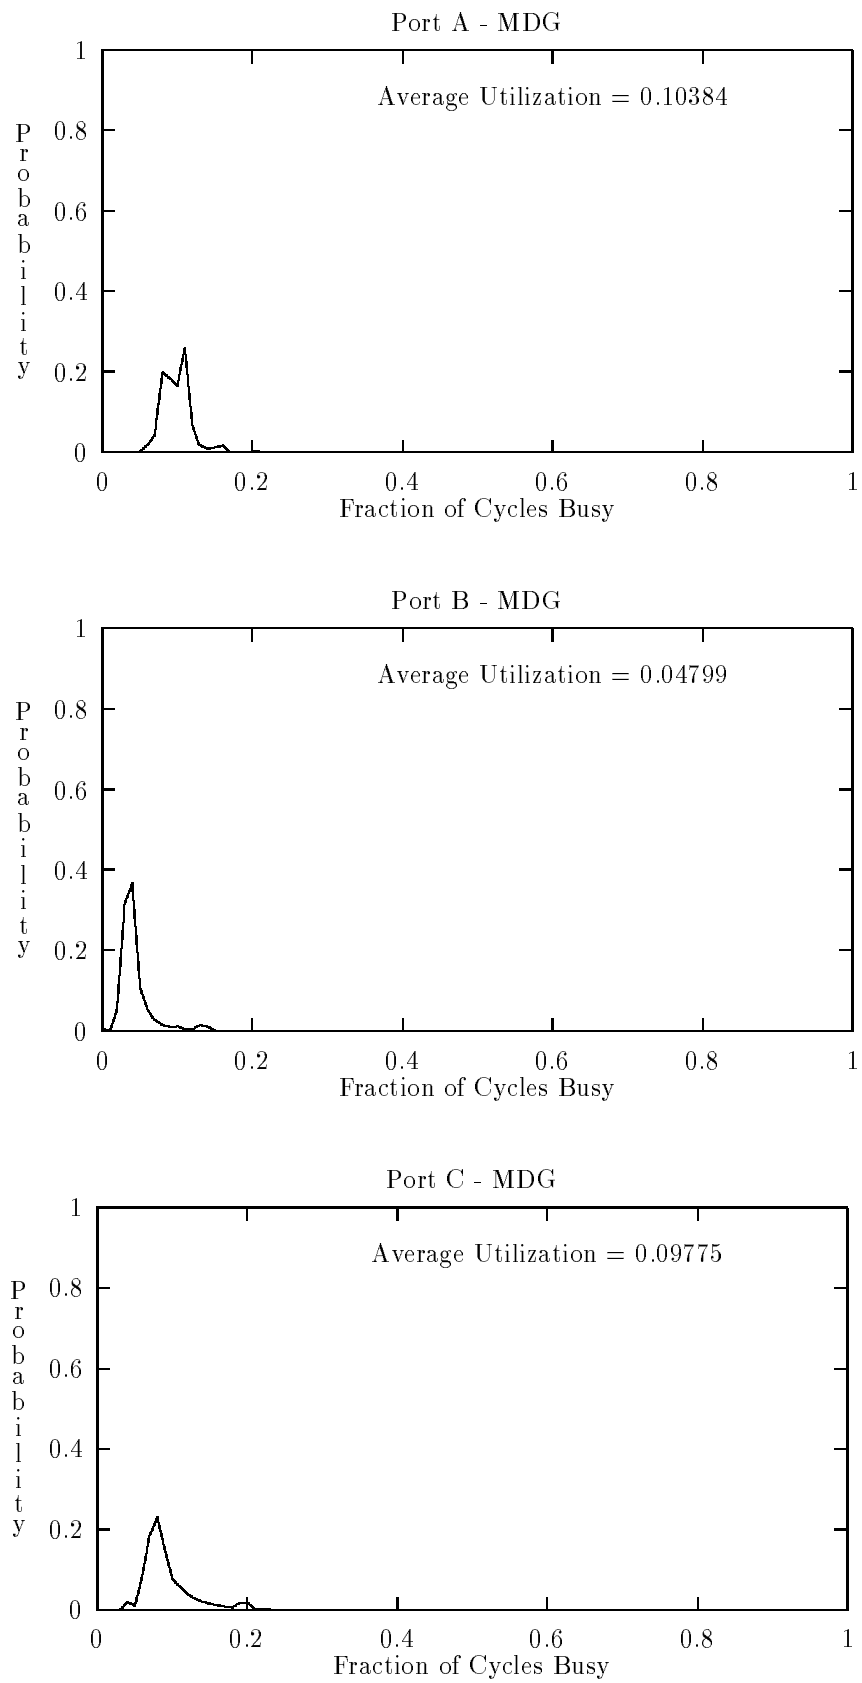 Port A - MDG
1
Average Utilization = 0.10384
0.8
0.6
0.4
0.2
0
Probability
0 0.2 0.4 0.6 0.8 1
Fraction of Cycles Busy
Port B - MDG
1
Average Utilization = 0.04799
0.8
0.6
0.4
0.2
0
Probability
0 0.2 0.4 0.6 0.8 1
Fraction of Cycles Busy
Port C - MDG
1
Average Utilization = 0.09775
0.8
0.6
0.4
0.2
0
Probability
0 0.2 0.4 0.6 0.8 1
Fraction of Cycles Busy